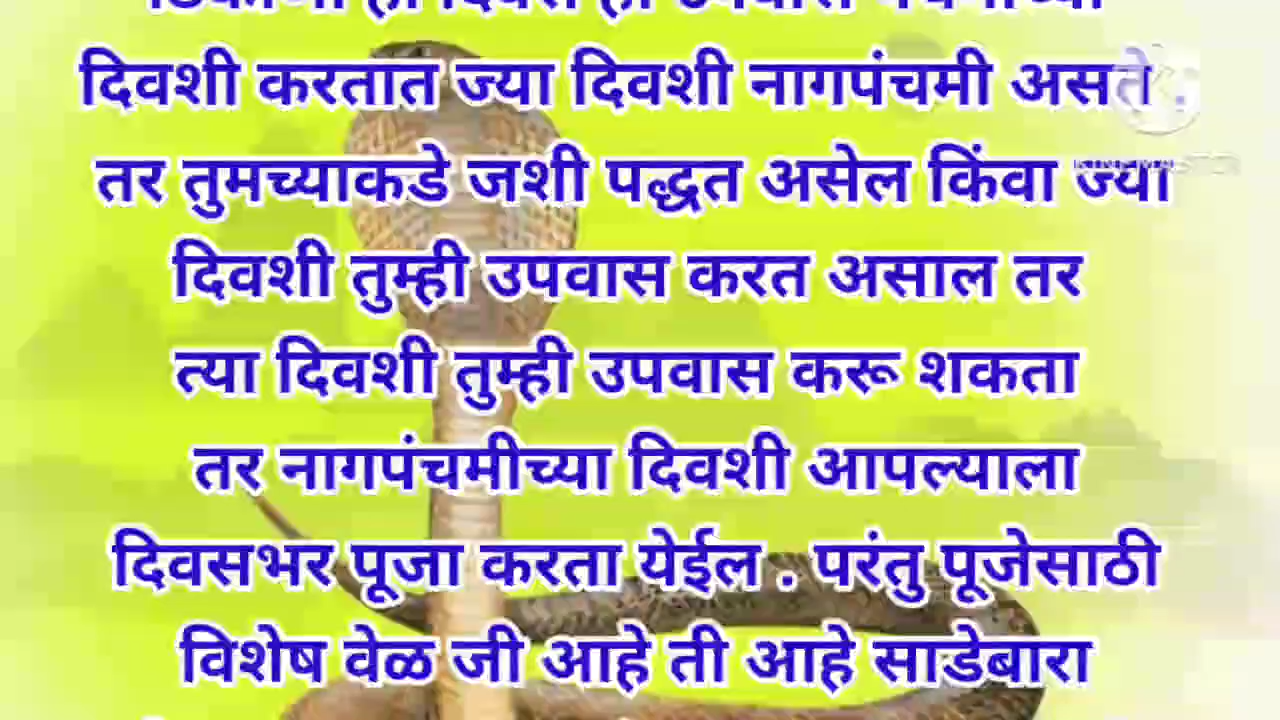 दिवशी करतात ज्या दिवशी नागपंचमी असते .
तर तुमच्याकडे जशी पद्धत असेल किंवा ज्या
दिवशी तुम्ही उपवास करत असाल तर
त्या दिवशी तुम्ही उपवास करू शकता
तर नागपंचमीच्या दिवशी आपल्याला
दिवसभर पूजा करता येईल . परंतु पूजेसाठी
विशेष वेळ जी आहे ती आहे साडेबारा
KINEMASTER